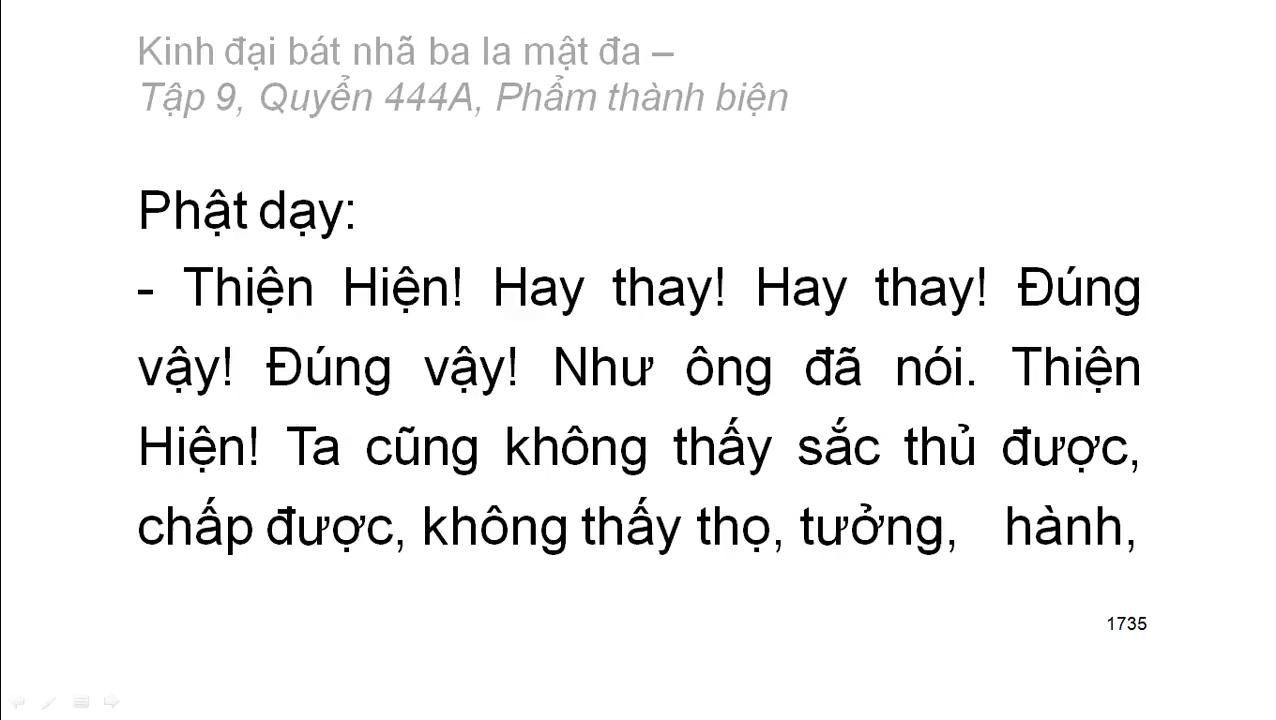 Kinh đại bát nhã ba la mật đa –
Tập 9, Quyển 444A, Phẩm thành biện
Phật dạy:
- Thiện Hiện! Hay thay! Hay thay! Đúng
vậy! Đúng vậy! Như ông đã nói. Thiện
Hiện! Ta cũng không thấy sắc thủ được,
chấp được, không thấy thọ, tưởng, hành,
1735